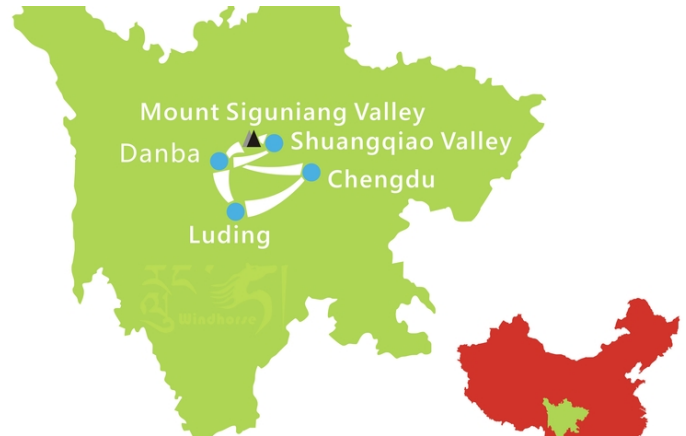 Mount Siguniang Valley
Shuangqiao Valley
Danba
Chengdu
Luding
Windhorse